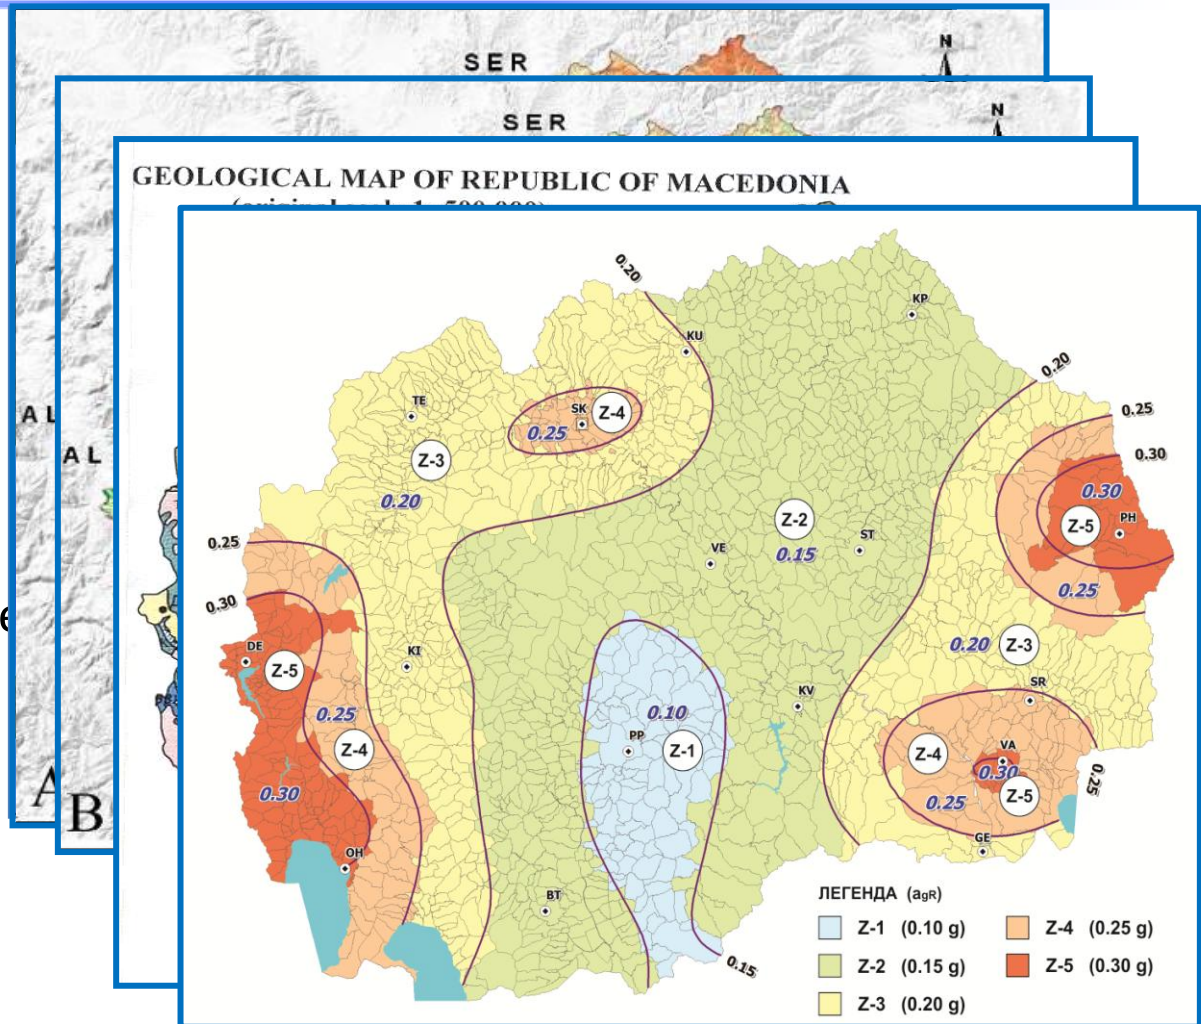 SER
N
SER
N
GEOLOGICAL MAP OF REPUBLIC OF MACEDONIA
AL
AL
A
B
0.20
KP
KU
0.20
TE
SK
Z-4
0.25
0.25
Z-3
0.30
0.20
0.30
Z-2
Z-5
PH
0.25
VE
ST
0.15
0.25
0.30
DE
KI
0.20
Z-3
Z-5
SR
0.25
KV
0.10
PP
Z-1
Z-4
Z-4
VA
0.30
0.25
0.30
0.25
Z-5
OH
GE
BT
0.15
ЛЕГЕНДА (agR)
Z-1 (0.10 g)
Z-4 (0.25 g)
Z-2 (0.15 g)
Z-5 (0.30 g)
Z-3 (0.20 g)